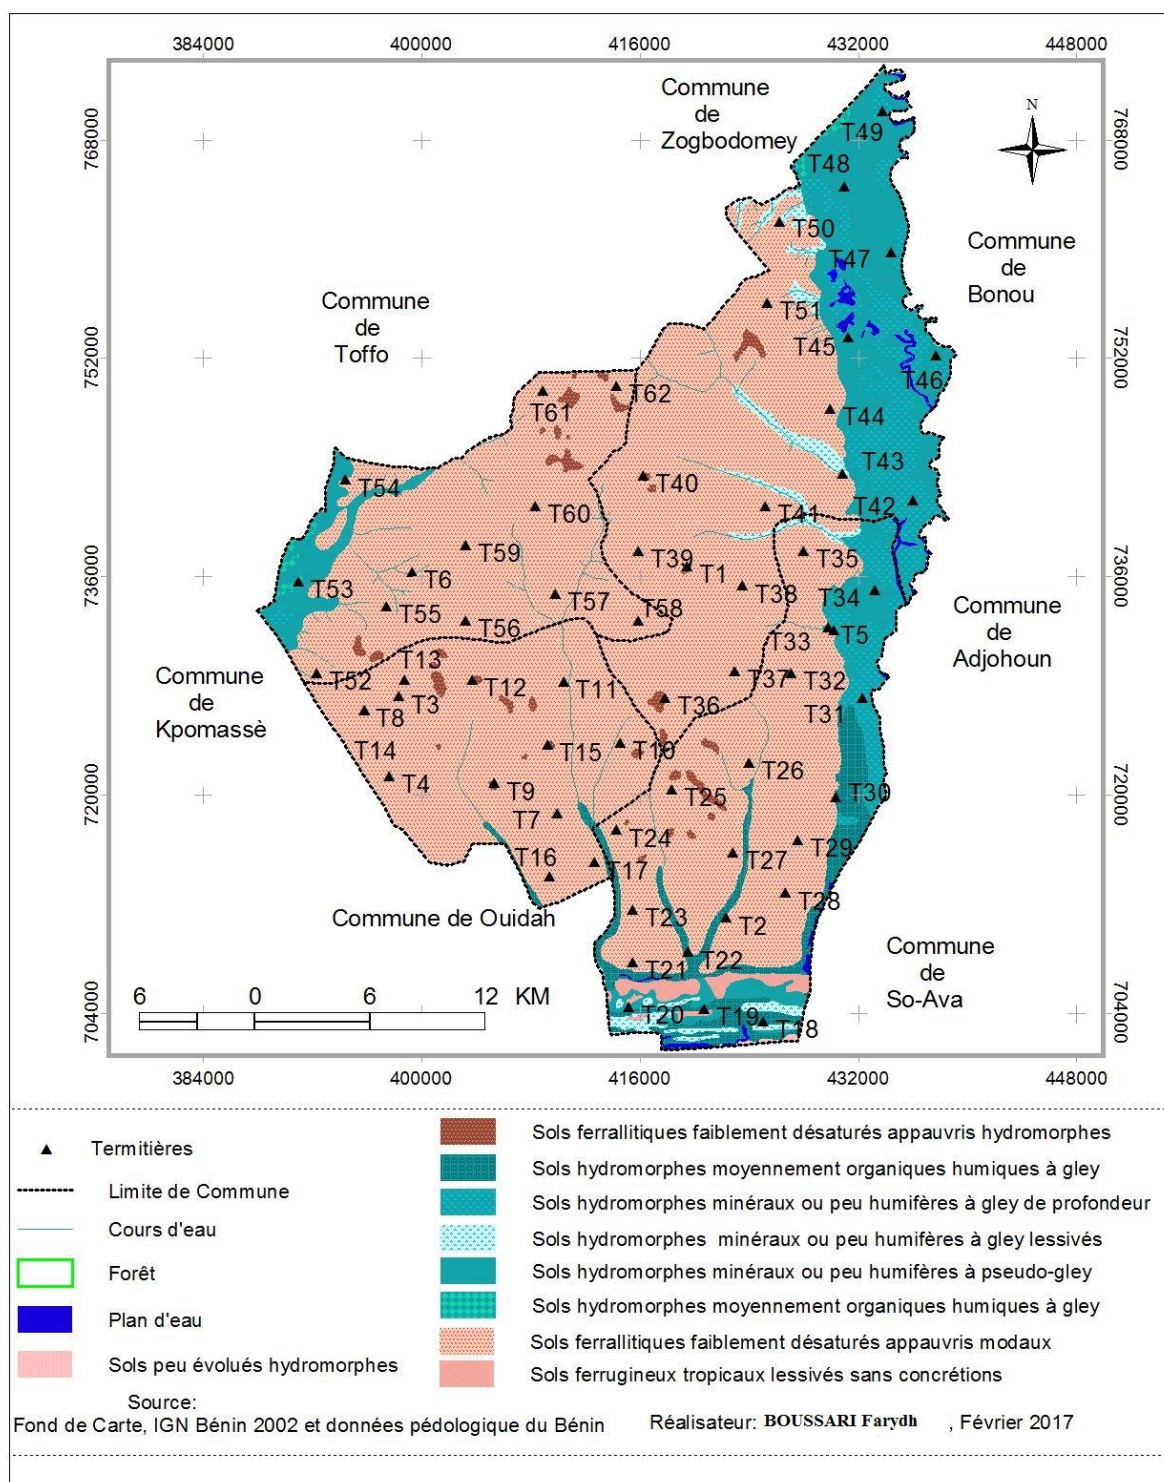 384000 400000 416000 432000 448000
768000 768000
752000 752000
736000 736000
720000 720000
704000 704000
N
Commune
de
Zogbodomey
Commune
de
Bonou
Commune
de
Toffo
Commune
de
Adjohoun
Commune
de
Kpomassè
Commune de Ouidah
Commune
de
So-Ava
T49
T48
T50
T47
T51
T45
T46
T62
T61
T44
T43
T40
T54
T42
T41
T60
T59
T39
T35
T1
T6
T53
T38
T34
T57
T55
T58
T56
T33
T5
T13
T52
T12
T11
T37
T32
T3
T36
T31
T8
T14
T15
T10
T26
T4
T9
T25
T30
T7
T24
T29
T16
T17
T27
T28
T23
T2
T22
T21
T20
T19
T18
6 0 6 12 KM
384000 400000 416000 432000 448000
Termitières
Limite de Commune
Cours d'eau
Forêt
Plan d'eau
Sols peu évolués hydromorphes
Sols ferrallitiques faiblement désaturés appauvris hydromorphes
Sols hydromorphes moyennement organiques humiques à gley
Sols hydromorphes minéraux ou peu humifères à gley de profondeur
Sols hydromorphes minéraux ou peu humifères à gley lessivés
Sols hydromorphes minéraux ou peu humifères à pseudo-gley
Sols hydromorphes moyennement organiques humiques à gley
Sols ferrallitiques faiblement désaturés appauvris modaux
Sols ferrugineux tropicaux lessivés sans concrétions
Source:
Fond de Carte, IGN Bénin 2002 et données pédologique du Bénin
Réalisateur: BOUSSARI Farydh , Février 2017